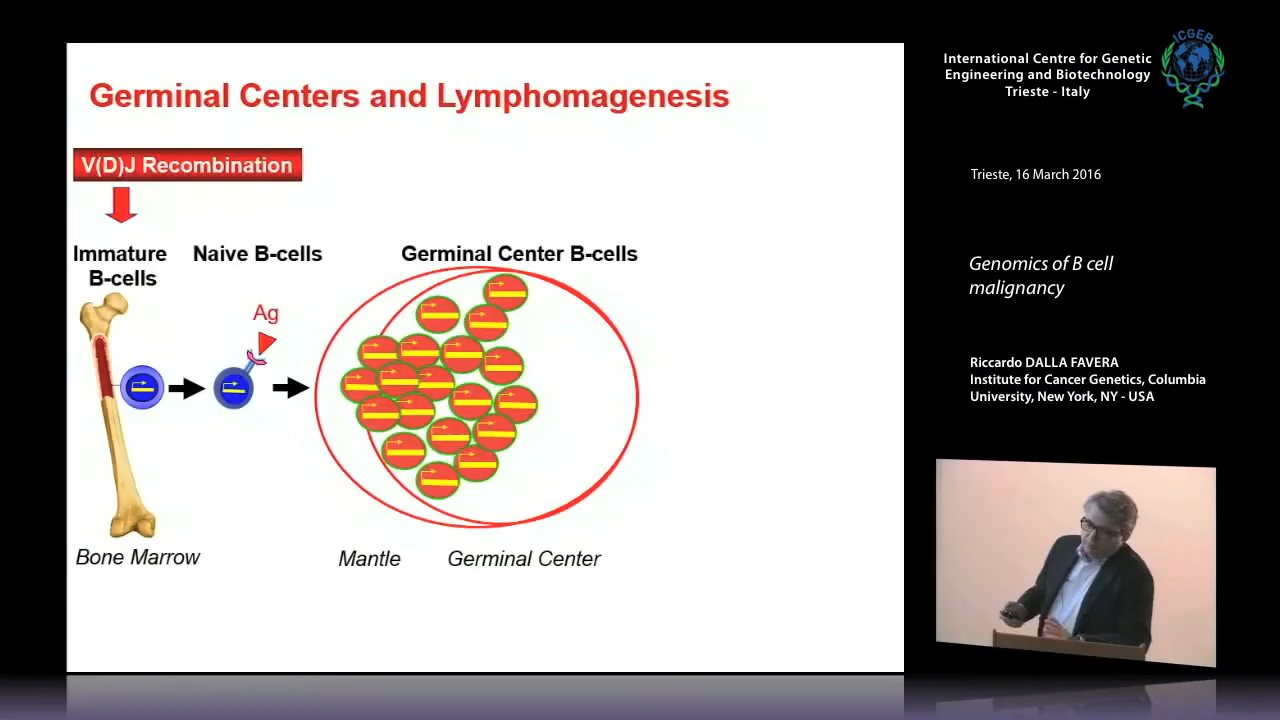 Germinal Centers and Lymphomagenesis
V(D)J Recombination
Immature
B-cells
Naive B-cells
Germinal Center B-cells
Ag
Bone Marrow
Mantle
Germinal Center
ICGEB
International Centre for Genetic
Engineering and Biotechnology
Trieste - Italy
Trieste, 16 March 2016
Genomics of B cell
malignancy
Riccardo DALLA FAVERA
Institute for Cancer Genetics, Columbia
University, New York, NY - USA